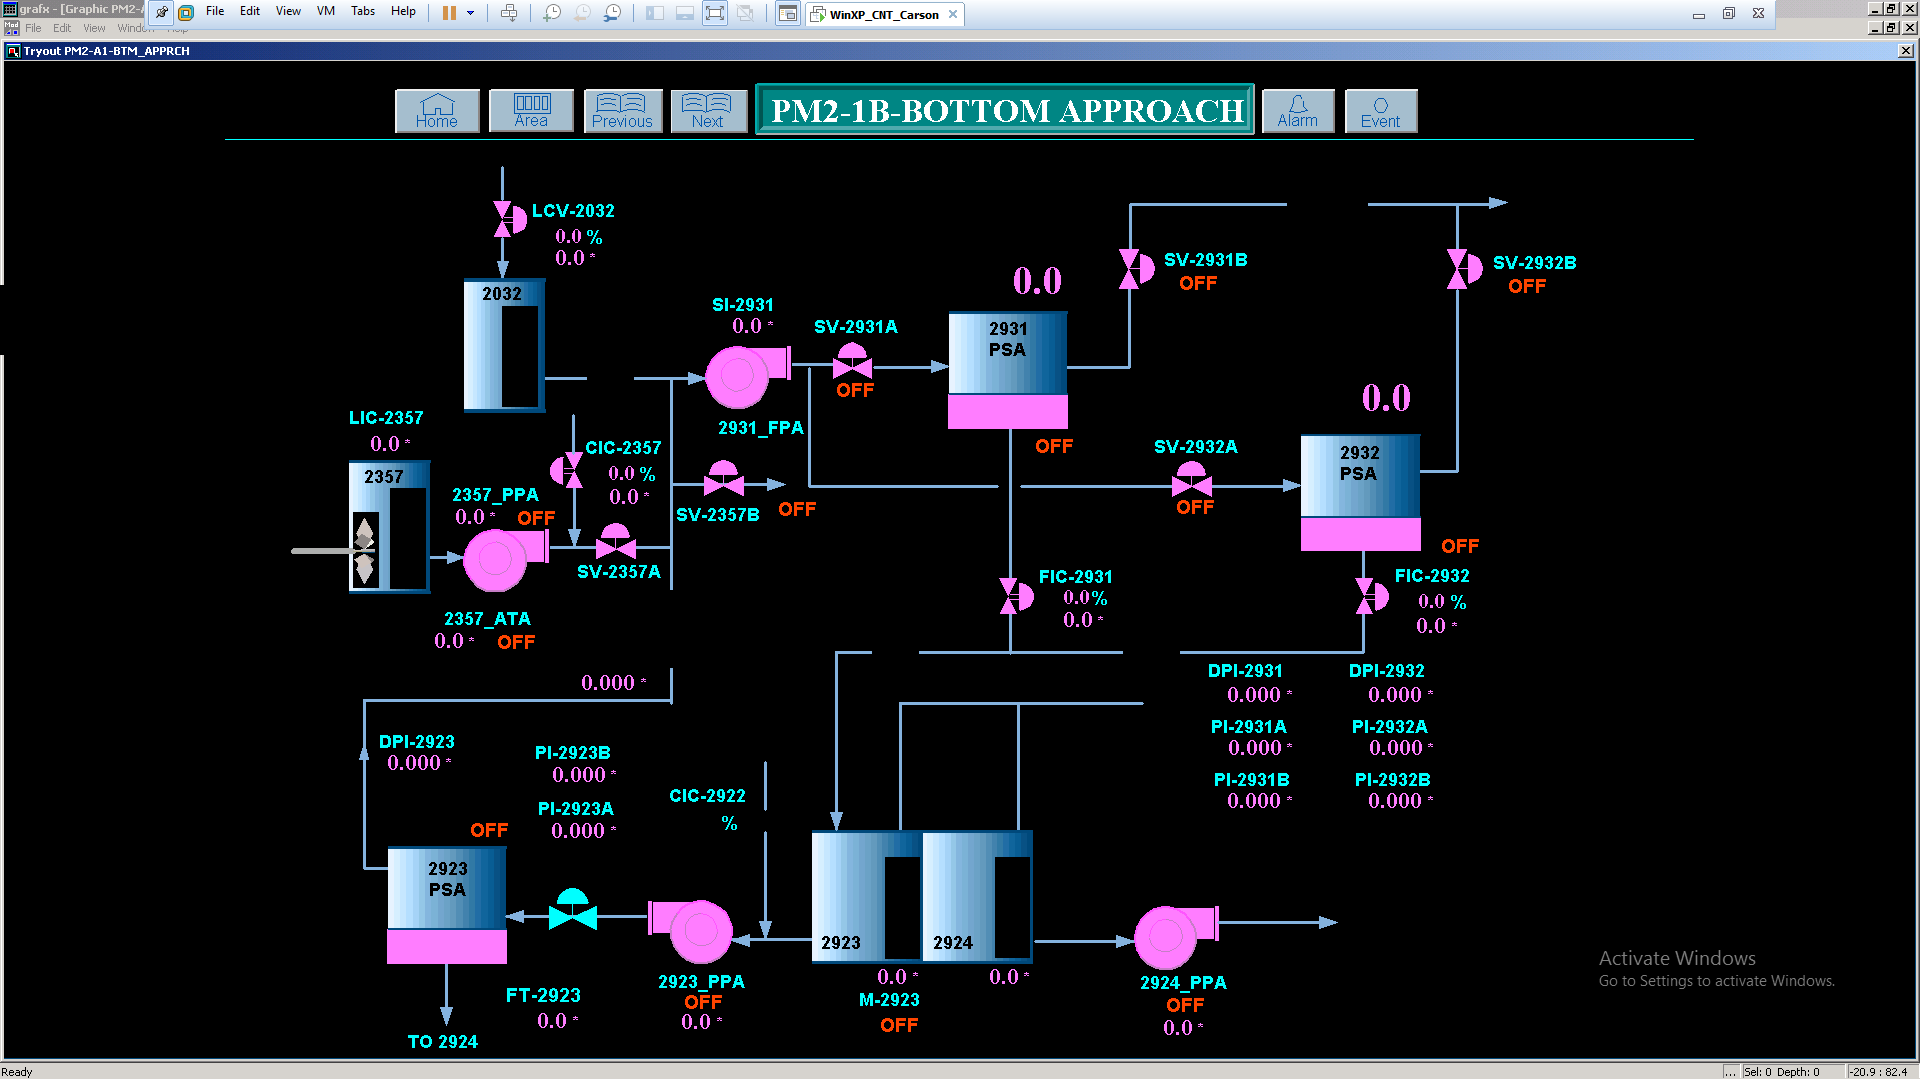 grafx - [Graphic PM2-A
File Edit View VM Tabs Help
WinXP_CNT_Carson
File Edit View Window Help
Tryout PM2-A1-BTM_APPRCH
Home
Area
Previous
Next
PM2-1B-BOTTOM APPROACH
Alarm
Event
LCV-2032
0.0 %
0.0 *
2032
SI-2931
0.0 *
SV-2931A
OFF
2931_FPA
0.0
2931
PSA
OFF
SV-2931B
OFF
SV-2932B
OFF
0.0
2932
PSA
OFF
SV-2932A
OFF
LIC-2357
0.0 *
2357
2357_PPA
0.0 *
OFF
CIC-2357
0.0 %
0.0 *
SV-2357B
OFF
SV-2357A
2357_ATA
0.0 *
OFF
FIC-2931
0.0%
0.0 *
FIC-2932
0.0 %
0.0 *
DPI-2931
0.000 *
DPI-2932
0.000 *
PI-2931A
0.000 *
PI-2932A
0.000 *
PI-2931B
0.000 *
PI-2932B
0.000 *
0.000 *
DPI-2923
0.000 *
PI-2923B
0.000 *
PI-2923A
0.000 *
CIC-2922
%
OFF
2923
PSA
2923
2924
0.0 *
0.0 *
M-2923
OFF
2923_PPA
OFF
0.0 *
FT-2923
0.0 *
TO 2924
2924_PPA
OFF
0.0 *
Activate Windows
Go to Settings to activate Windows.
Ready
... Sel: 0 Depth: 0 -20.9 : 82.4